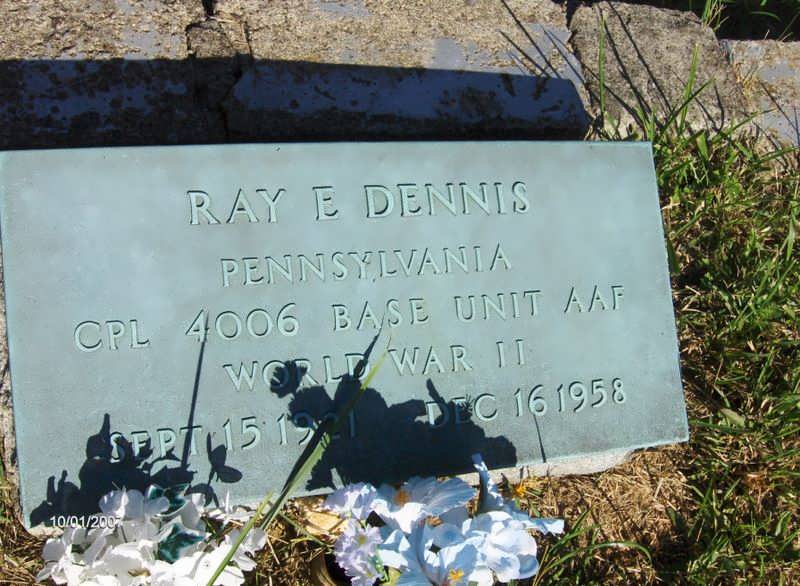 RAY E DENNIS
PENNSYLVANIA
CPL 4006 BASE UNIT AAF
WORLD WAR II
SEPT 15 1921 DEC 16 1958
10/01/2007